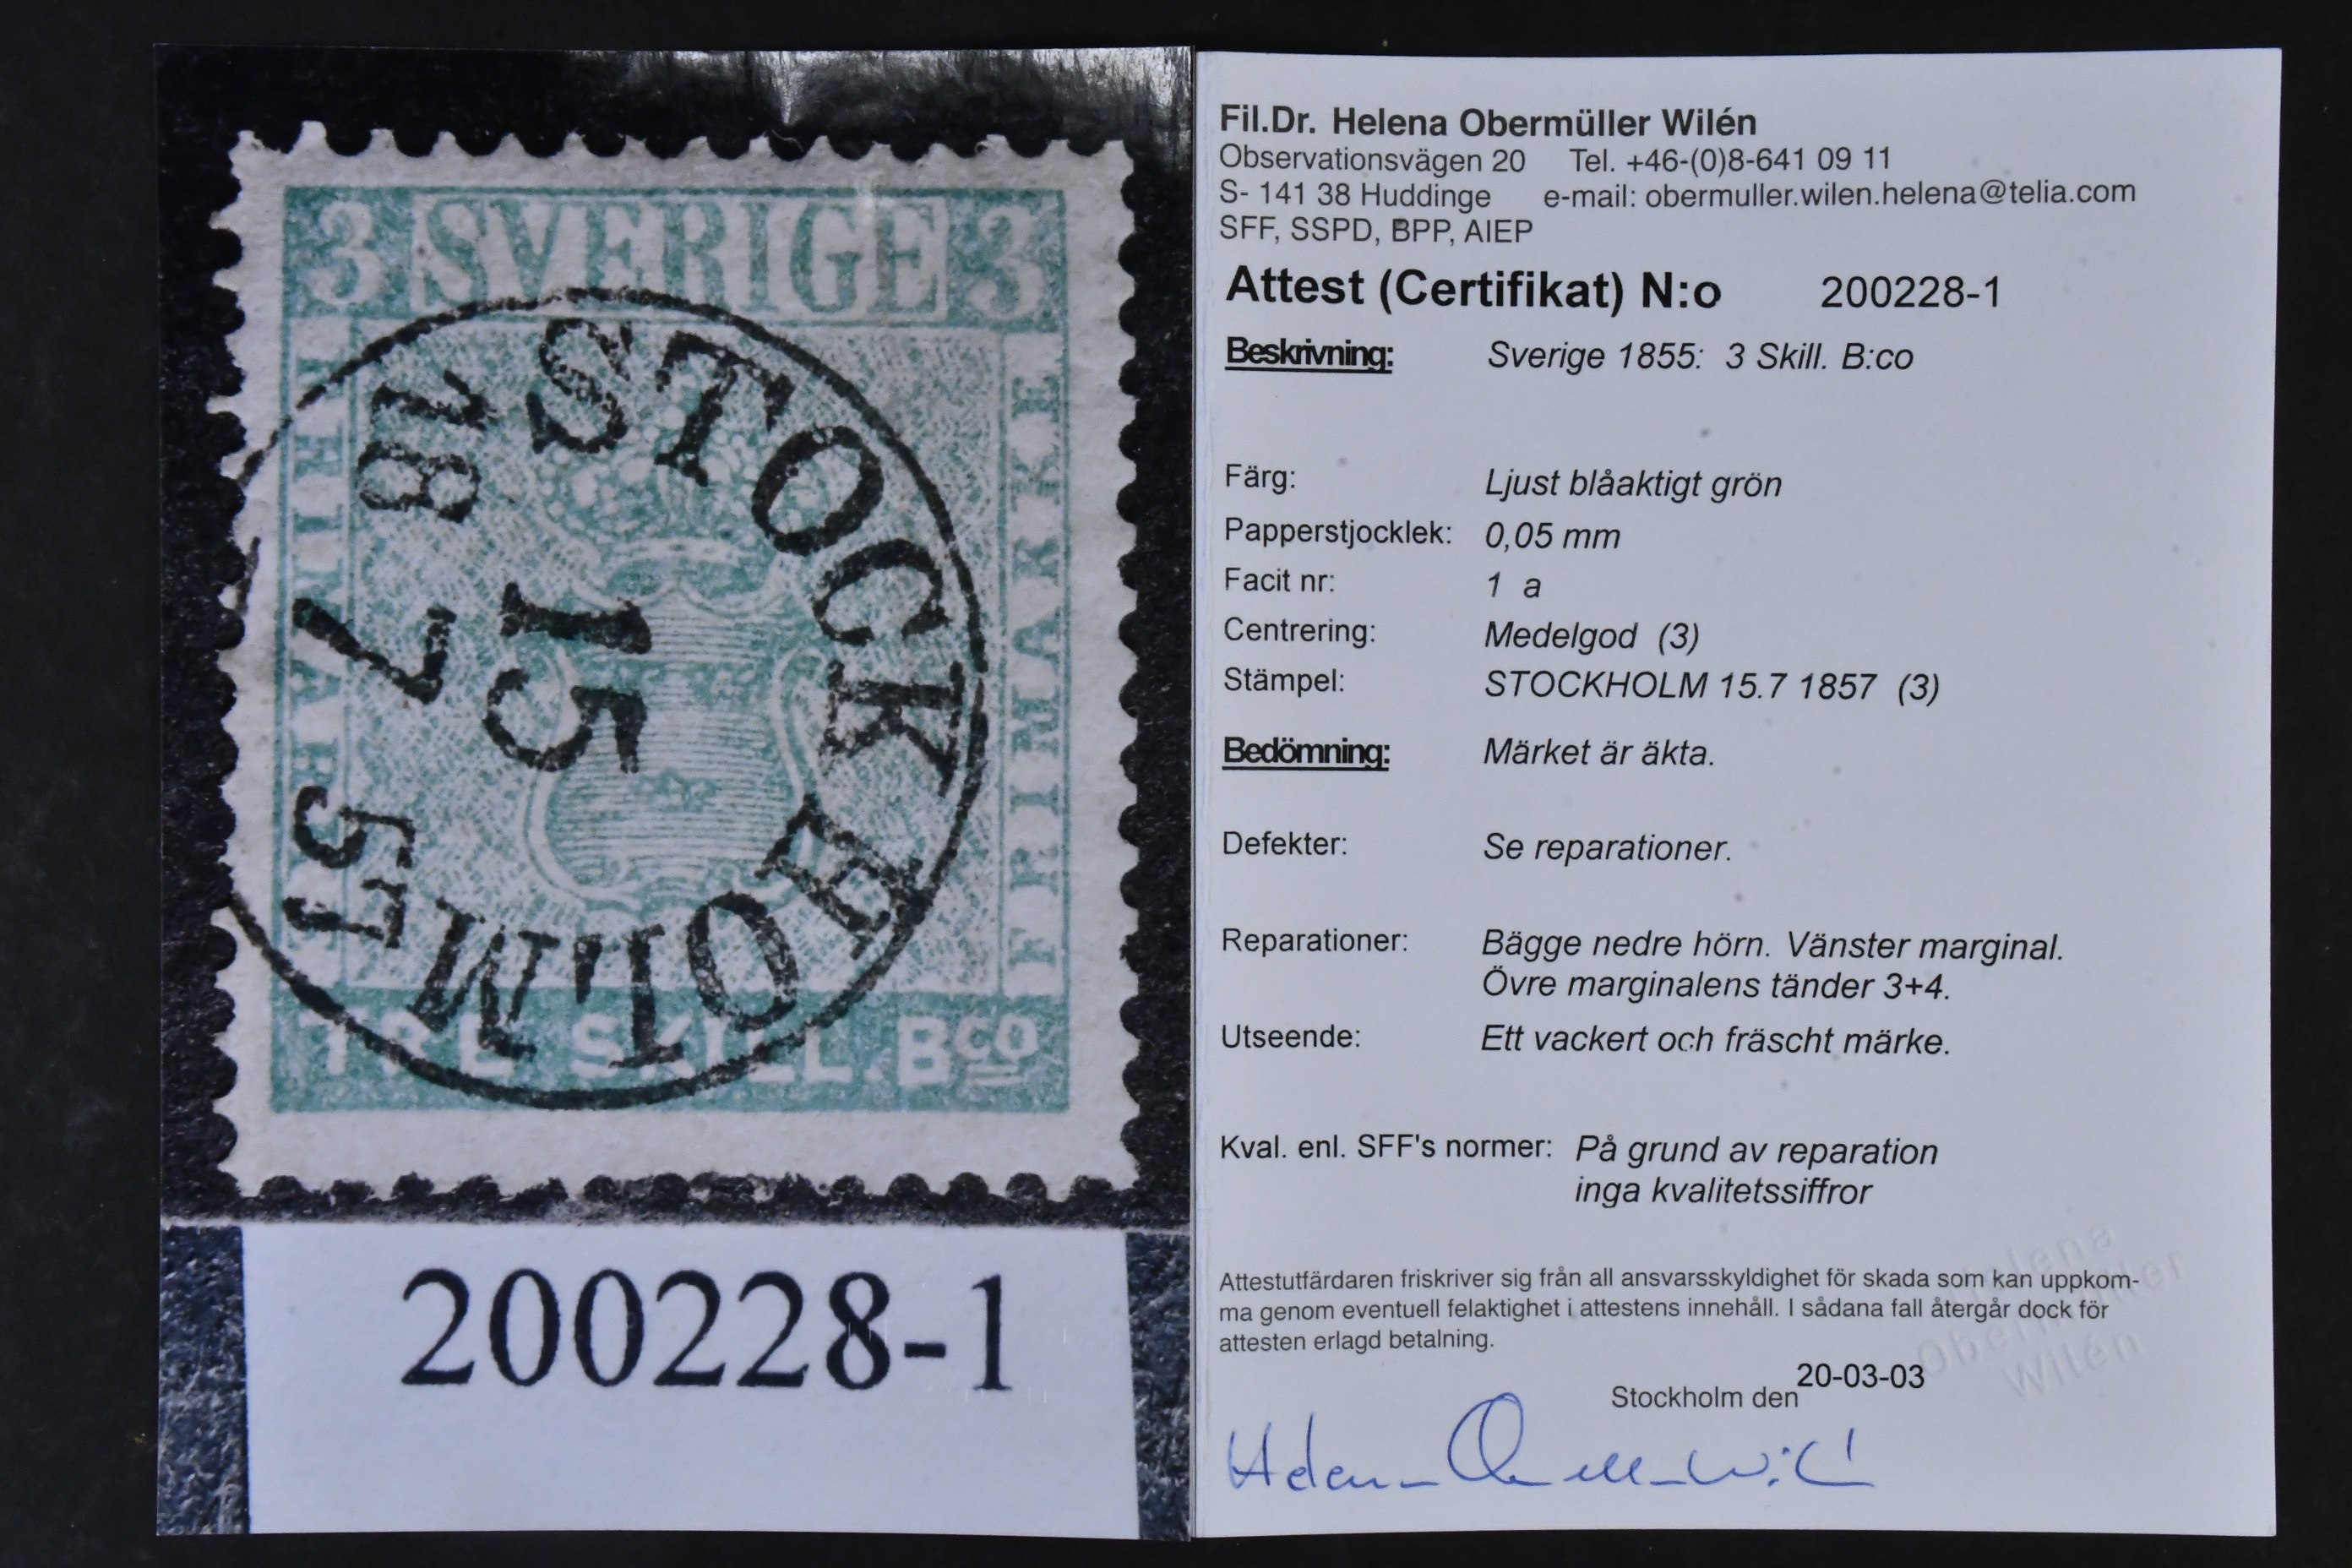 3 SVERIGE 3
FRIMÄRKE
STOCKHOLM
15
7
1857
TRE SKILL. Bco
200228-1
Fil.Dr. Helena Obermüller Wilén
Observationsvägen 20 Tel. +46-(0)8-641 09 11
S- 141 38 Huddinge e-mail: obermuller.wilen.helena@telia.com
SFF, SSPD, BPP, AIEP
Attest (Certifikat) N:o 200228-1
Beskrivning: Sverige 1855: 3 Skill. B:co
Färg: Ljust blåaktigt grön
Papperstjocklek: 0,05 mm
Facit nr: 1 a
Centrering: Medelgod (3)
Stämpel: STOCKHOLM 15.7 1857 (3)
Bedömning: Märket är äkta.
Defekter: Se reparationer.
Reparationer: Bägge nedre hörn. Vänster marginal.
Övre marginalens tänder 3+4.
Utseende: Ett vackert och fräscht märke.
Kval. enl. SFF's normer: På grund av reparation
inga kvalitetssiffror
Attestutfärdaren friskriver sig från all ansvarsskyldighet för skada som kan uppkom-
ma genom eventuell felaktighet i attestens innehåll. I sådana fall återgår dock för
attesten erlagd betalning.
Stockholm den 20-03-03
Helena
Obermüller
Wilén